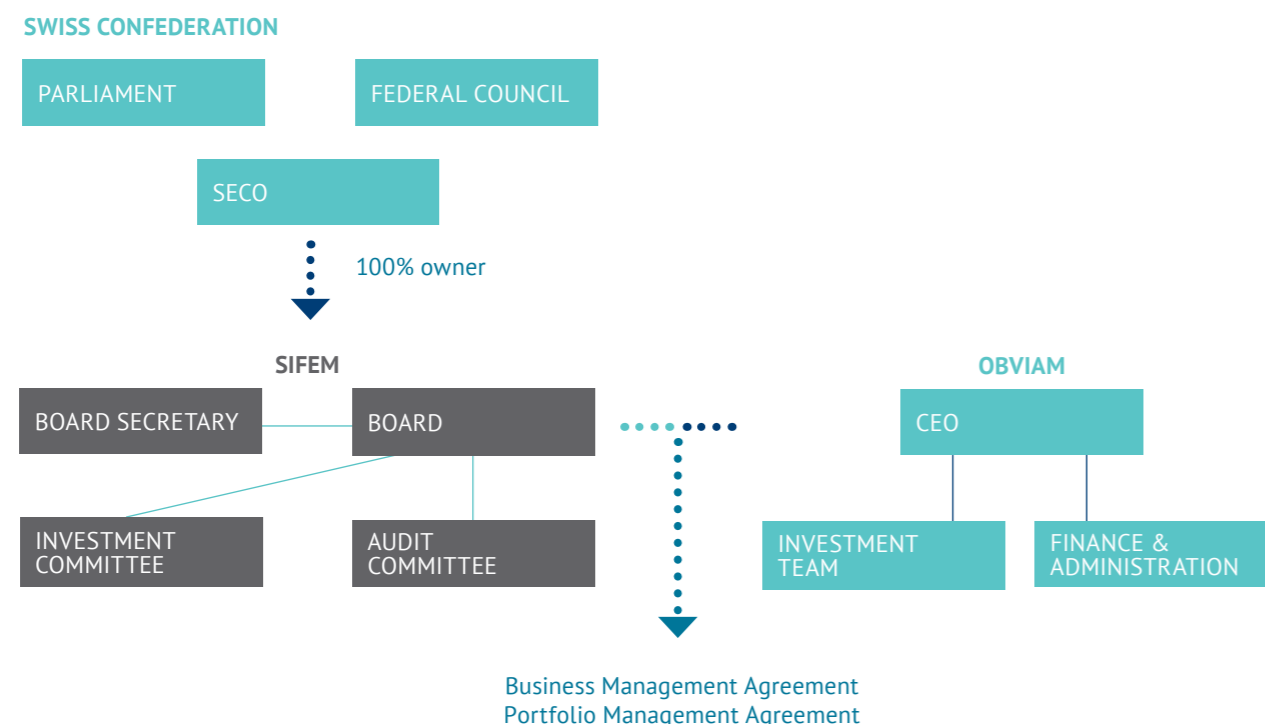 SWISS CONFEDERATION
PARLIAMENT
FEDERAL COUNCIL
SECO
100% owner
SIFEM
OBVIAM
BOARD SECRETARY
BOARD
CEO
INVESTMENT
COMMITTEE
AUDIT
COMMITTEE
INVESTMENT
TEAM
FINANCE &
ADMINISTRATION
Business Management Agreement
Portfolio Management Agreement